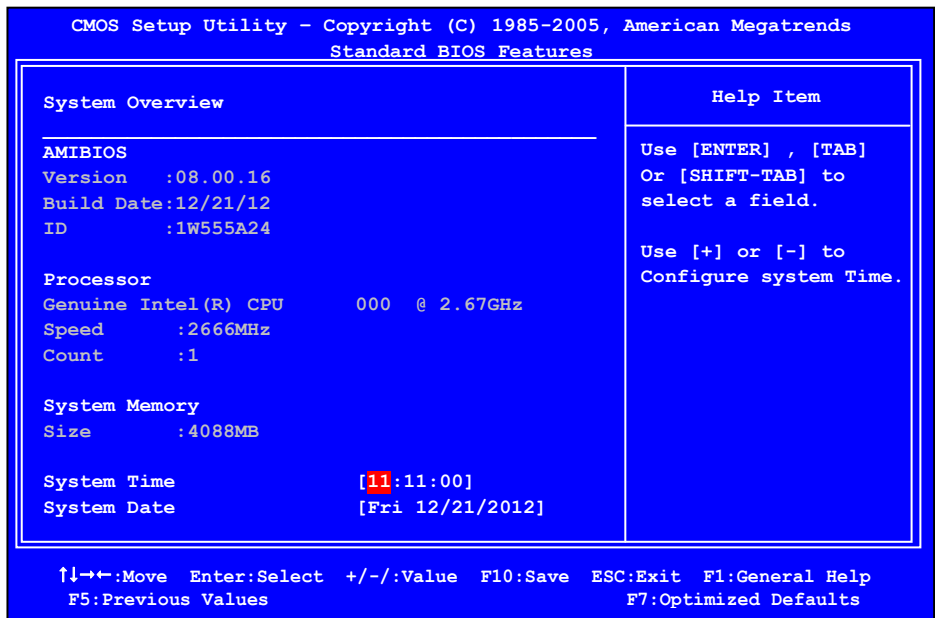 CMOS Setup Utility – Copyright (C) 1985-2005, American Megatrends
Standard BIOS Features
System Overview
AMIBIOS
Version :08.00.16
Build Date:12/21/12
ID :1W555A24
Processor
Genuine Intel(R) CPU 000 @ 2.67GHz
Speed :2666MHz
Count :1
System Memory
Size :4088MB
System Time [11:11:00]
System Date [Fri 12/21/2012]
Help Item
Use [ENTER] , [TAB]
Or [SHIFT-TAB] to
select a field.
Use [+] or [-] to
Configure system Time.
↑↓→←:Move Enter:Select +/-/:Value F10:Save ESC:Exit F1:General Help
F5:Previous Values F7:Optimized Defaults